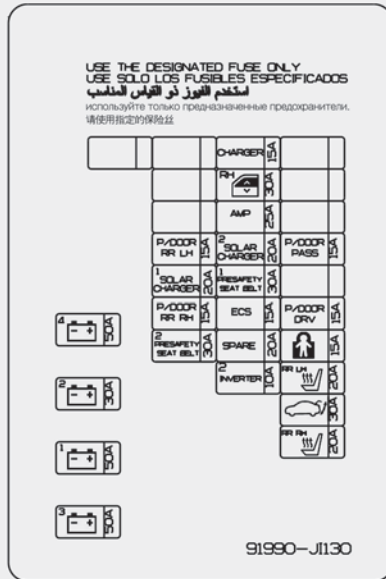 USE THE DESIGNATED FUSE ONLY
USE SOLO LOS FUSIBLES ESPECIFICADOS
استخدم الفيوز ذو القياس المناسب
используйте только предназначенные предохранители.
请使用指定的保险丝
CHARGER 15A
RH 30A
AMP 25A
P/DOOR RR LH 15A
2 SOLAR CHARGER 20A
P/DOOR PASS 15A
1 SOLAR CHARGER 20A
1 PRESAFETY SEAT BELT 30A
P/DOOR RR RH 15A
ECS 15A
P/DOOR DRV 15A
4 - + 50A
2 PRESAFETY SEAT BELT 30A
SPARE 20A
15A
2 INVERTER 10A
RR LH 20A
2 - + 30A
30A
RR RH 20A
1 - + 50A
3 - + 50A
91990-JI130